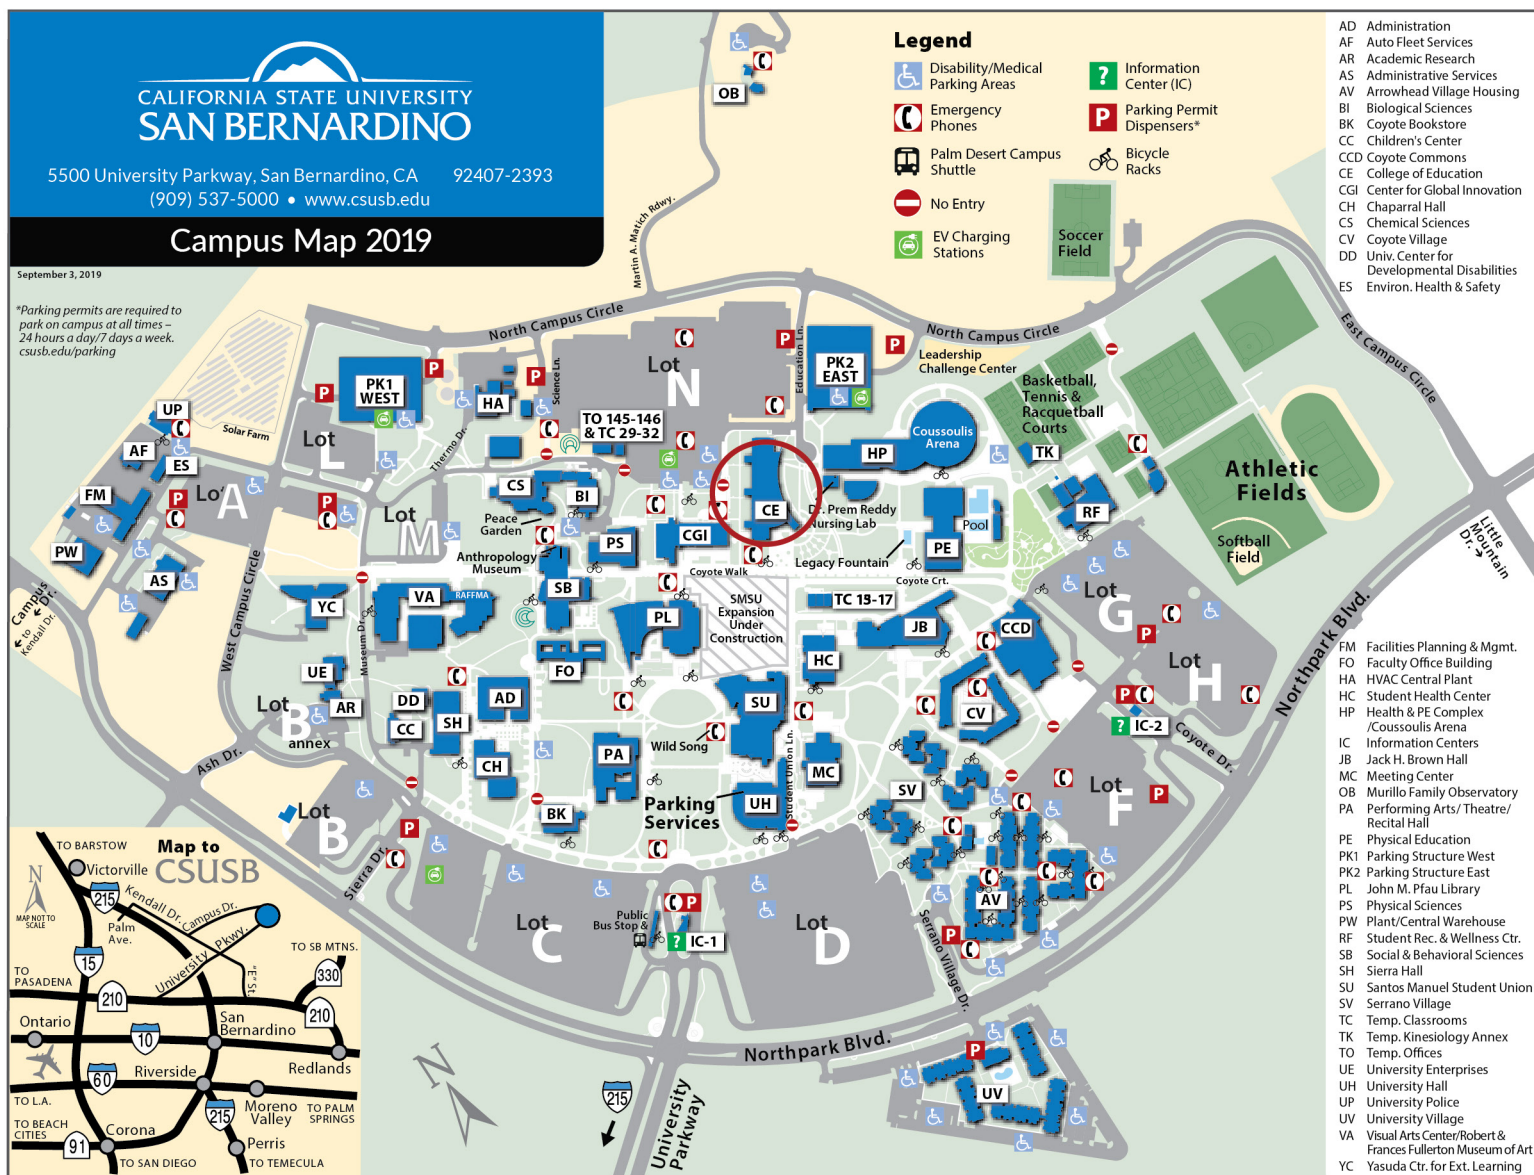 CALIFORNIA STATE UNIVERSITY
SAN BERNARDINO
5500 University Parkway, San Bernardino, CA 92407-2393
(909) 537-5000 • www.csusb.edu
Campus Map 2019
September 3, 2019
*Parking permits are required to
park on campus at all times –
24 hours a day/7 days a week.
csusb.edu/parking
Legend
Disability/Medical
Parking Areas
Emergency
Phones
Palm Desert Campus
Shuttle
No Entry
EV Charging
Stations
?
Information
Center (IC)
P
Parking Permit
Dispensers*
Bicycle
Racks
AD Administration
AF Auto Fleet Services
AR Academic Research
AS Administrative Services
AV Arrowhead Village Housing
BI Biological Sciences
BK Coyote Bookstore
CC Children's Center
CCD Coyote Commons
CE College of Education
CGI Center for Global Innovation
CH Chaparral Hall
CS Chemical Sciences
CV Coyote Village
DD Univ. Center for
Developmental Disabilities
ES Environ. Health & Safety
FM Facilities Planning & Mgmt.
FO Faculty Office Building
HA HVAC Central Plant
HC Student Health Center
HP Health & PE Complex
/Coussoulis Arena
IC Information Centers
JB Jack H. Brown Hall
MC Meeting Center
OB Murillo Family Observatory
PA Performing Arts/ Theatre/
Recital Hall
PE Physical Education
PK1 Parking Structure West
PK2 Parking Structure East
PL John M. Pfau Library
PS Physical Sciences
PW Plant/Central Warehouse
RF Student Rec. & Wellness Ctr.
SB Social & Behavioral Sciences
SH Sierra Hall
SU Santos Manuel Student Union
SV Serrano Village
TC Temp. Classrooms
TK Temp. Kinesiology Annex
TO Temp. Offices
UE University Enterprises
UH University Hall
UP University Police
UV University Village
VA Visual Arts Center/Robert &
Frances Fullerton Museum of Art
YC Yasuda Ctr. for Ext. Learning
OB
Martin A. Matich Rdwy.
Soccer
Field
North Campus Circle
North Campus Circle
East Campus Circle
Leadership
Challenge Center
Education Ln.
Science Ln.
Lot
N
PK1
WEST
PK2
EAST
P
P
P
P
P
HA
TO 145-146
& TC 29-32
Basketball,
Tennis &
Racquetball
Courts
Coussoulis
Arena
HP
TK
Athletic
Fields
Softball
Field
Little
Mountain
Dr.
UP
Solar Farm
AF
ES
FM
PW
AS
P
P
Lot
A
Lot
L
Lot
M
Thermo Dr.
CS
BI
Peace
Garden
Anthropology
Museum
PS
CGI
CE
Dr. Prem Reddy
Nursing Lab
Pool
PE
RF
Legacy Fountain
Coyote Walk
Coyote Crt.
Campus
Dr.
to
Kendall Dr.
West Campus Circle
YC
VA
RAFFMA
SB
PL
SMSU
Expansion
Under
Construction
TC 13-17
JB
CCD
Lot
G
P
Lot
H
Northpark Blvd.
Museum Dr.
UE
AR
Lot
B
annex
DD
CC
SH
AD
FO
HC
SU
CV
P
?
IC-2
Coyote Dr.
Wild Song
Student Union Ln.
Ash Dr.
CH
PA
MC
SV
Parking
Services
UH
BK
Lot
F
P
Lot
B
P
Sierra Dr.
Lot
C
Public
Bus Stop &
P
?
IC-1
Lot
D
AV
P
Serrano Village Dr.
Northpark Blvd.
N
215
University
Parkway
P
UV
Map to
CSUSB
TO BARSTOW
Victorville
N
MAP NOT TO
SCALE
215
Kendall Dr.
Campus Dr.
Palm
Ave.
University Pkwy.
"E" St.
TO SB MTNS.
330
15
TO
PASADENA
210
210
Ontario
San
Bernardino
10
Redlands
Riverside
60
TO L.A.
Moreno
Valley
TO PALM
SPRINGS
215
TO BEACH
CITIES
91
Corona
Perris
TO SAN DIEGO
TO TEMECULA